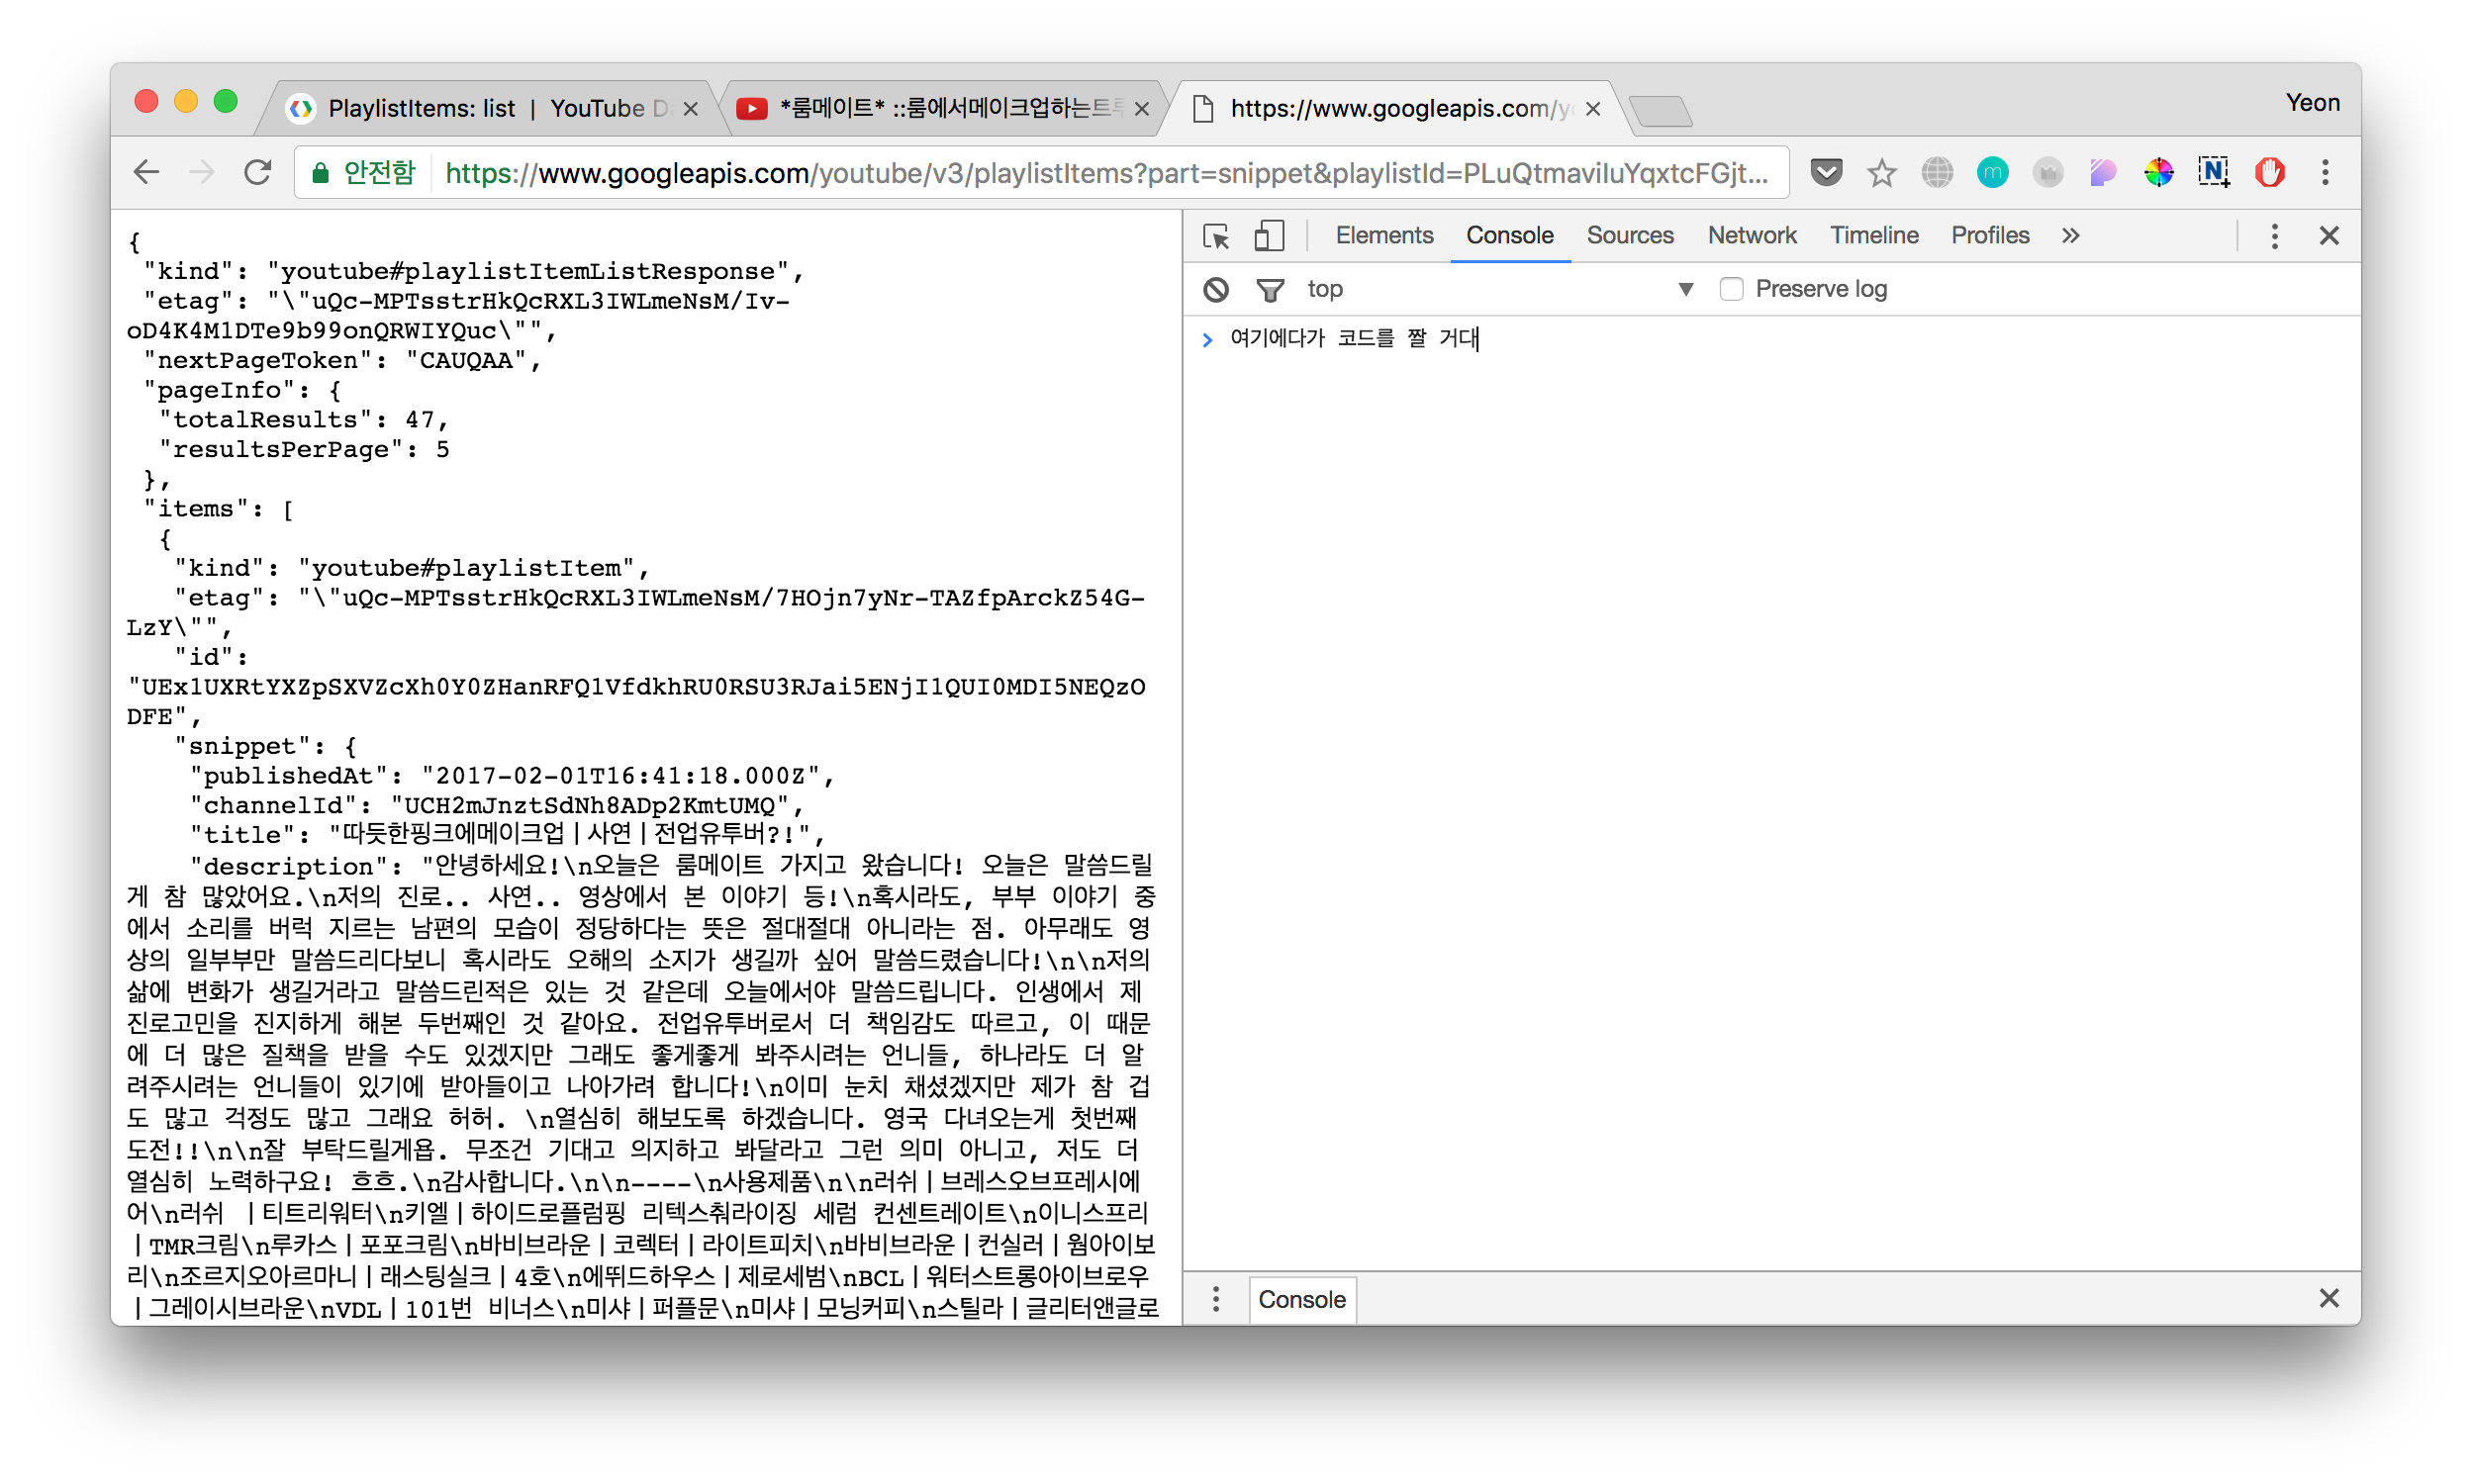 PlaylistItems: list | YouTube D
*룸메이트* ::룸에서메이크업하는트루
https://www.googleapis.com/y
Yeon
안전함 https://www.googleapis.com/youtube/v3/playlistItems?part=snippet&playlistId=PLuQtmaviIuYqxtcFGjt...
{
"kind": "youtube#playlistItemListResponse",
"etag": "\"uQc-MPTsstrHkQcRXL3IWLmeNsM/Iv-
oD4K4M1DTe9b99onQRWIYQuc\"",
"nextPageToken": "CAUQAA",
"pageInfo": {
"totalResults": 47,
"resultsPerPage": 5
},
"items": [
{
"kind": "youtube#playlistItem",
"etag": "\"uQc-MPTsstrHkQcRXL3IWLmeNsM/7HOjn7yNr-TAZfpArckZ54G-
LzY\"",
"id":
"UEx1UXRtYXZpSXVZcXh0Y0ZHanRFQ1VfdkhRU0RSU3RJai5ENjI1QUI0MDI5NEQzO
DFE",
"snippet": {
"publishedAt": "2017-02-01T16:41:18.000Z",
"channelId": "UCH2mJnztSdNh8ADp2KmtUMQ",
"title": "따듯한핑크에메이크업|사연|전업유투버?!",
"description": "안녕하세요!\n오늘은 룸메이트 가지고 왔습니다! 오늘은 말씀드릴
게 참 많았어요.\n저의 진로.. 사연.. 영상에서 본 이야기 등!\n혹시라도, 부부 이야기 중
에서 소리를 버럭 지르는 남편의 모습이 정당하다는 뜻은 절대절대 아니라는 점. 아무래도 영
상의 일부부만 말씀드리다보니 혹시라도 오해의 소지가 생길까 싶어 말씀드렸습니다!\n\n저의
삶에 변화가 생길거라고 말씀드린적은 있는 것 같은데 오늘에서야 말씀드립니다. 인생에서 제
진로고민을 진지하게 해본 두번째인 것 같아요. 전업유투버로서 더 책임감도 따르고, 이 때문
에 더 많은 질책을 받을 수도 있겠지만 그래도 좋게좋게 봐주시려는 언니들, 하나라도 더 알
려주시려는 언니들이 있기에 받아들이고 나아가려 합니다!\n이미 눈치 채셨겠지만 제가 참 겁
도 많고 걱정도 많고 그래요 허허. \n열심히 해보도록 하겠습니다. 영국 다녀오는게 첫번째
도전!!\n\n잘 부탁드릴게욥. 무조건 기대고 의지하고 봐달라고 그런 의미 아니고, 저도 더
열심히 노력하구요! 흐흐.\n감사합니다.\n\n----\n사용제품\n\n러쉬|브레스오브프레시에
어\n러쉬 |티트리워터\n키엘|하이드로플럼핑 리텍스춰라이징 세럼 컨센트레이트\n이니스프리
|TMR크림\n루카스|포포크림\n바비브라운|코렉터|라이트피치\n바비브라운|컨실러|웜아이보
리\n조르지오아르마니|래스팅실크|4호\n에뛰드하우스|제로세범\nBCL|워터스트롱아이브로우
|그레이시브라운\nVDL|101번 비너스\n미샤|퍼플문\n미샤|모닝커피\n스틸라|글리터앤글로
Elements Console Sources Network Timeline Profiles »
top ▼ Preserve log
> 여기에다가 코드를 짤 거대
Console